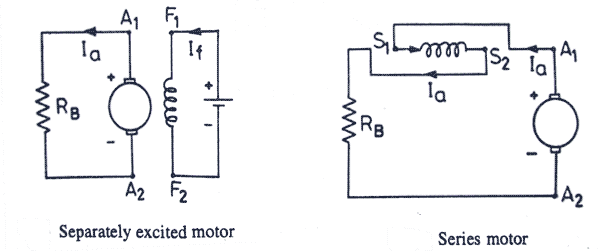 A1 F1
Ia If
+ +
RB
- -
A2 F2
Separately excited motor
S1 S2 Ia A1
Ia
+
RB
-
A2
Series motor